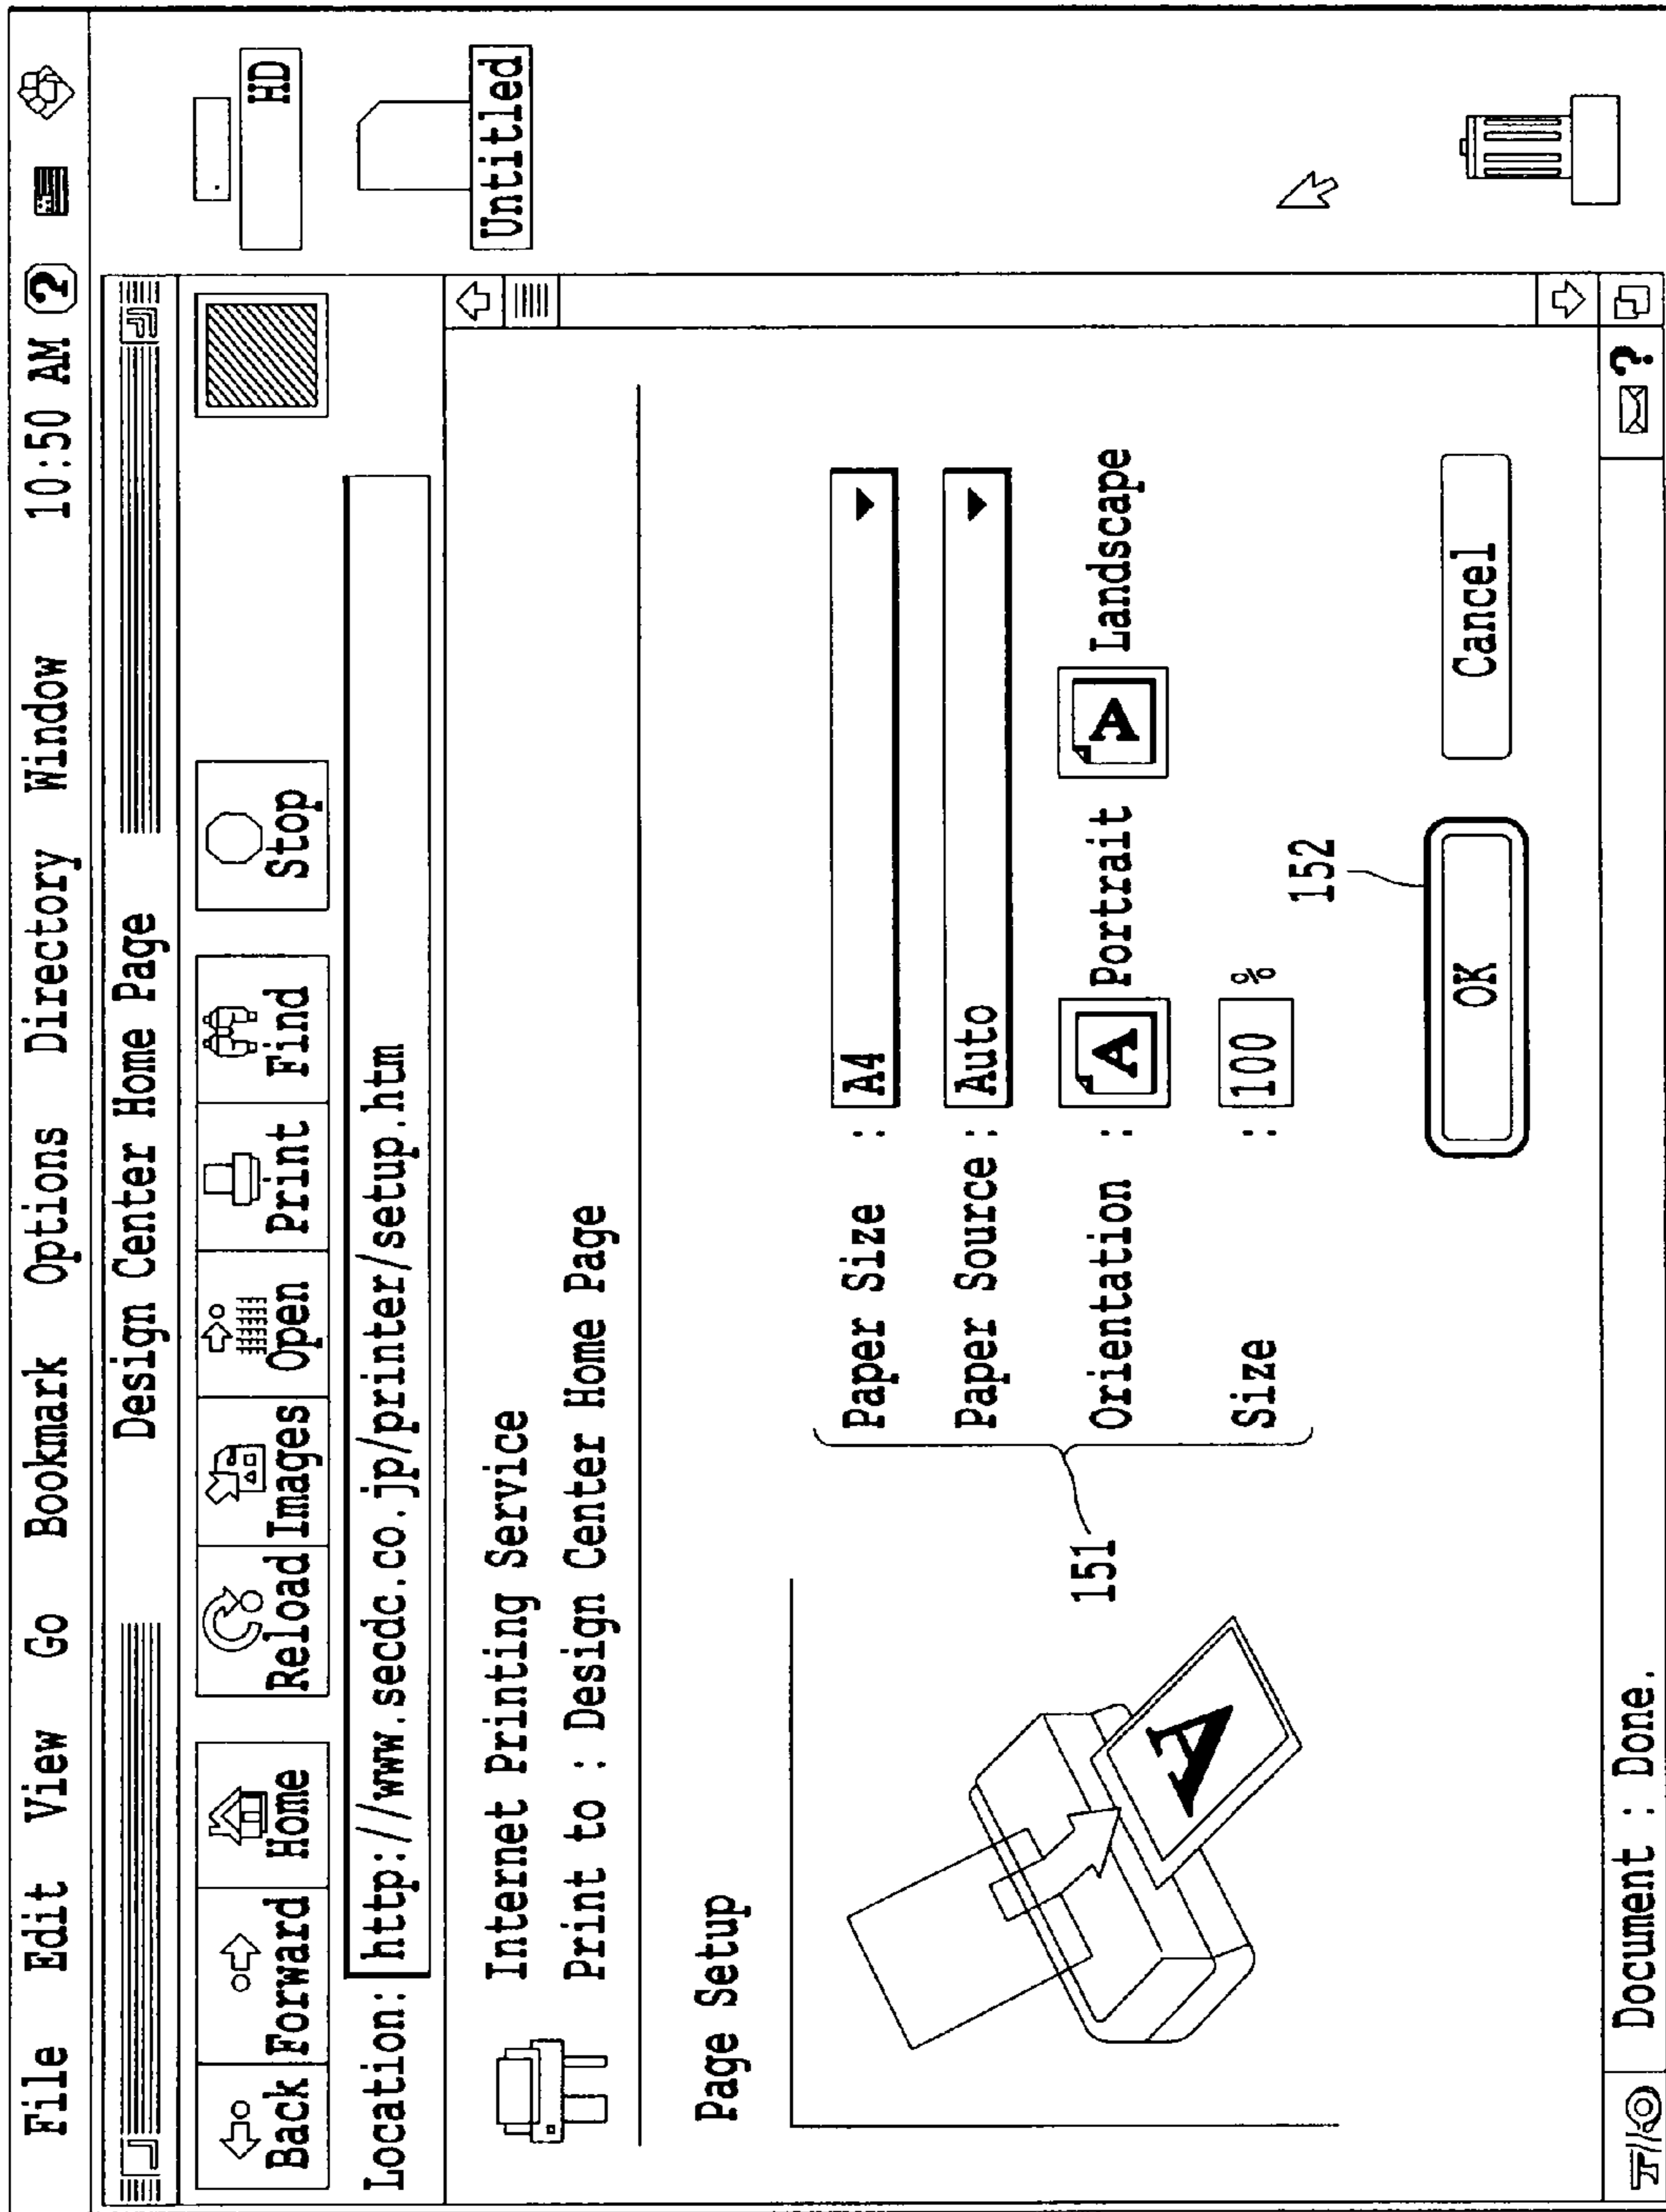 File Edit View Go Bookmark Options Directory Window 10:50 AM ?
Design Center Home Page
HD
Back Forward Home Reload Images Open Print Find Stop
Location: http://www.secdc.co.jp/printer/setup.htm
Untitled
Internet Printing Service
Print to : Design Center Home Page
Page Setup
Paper Size : A4
Paper Source : Auto
151
Orientation : A Portrait A Landscape
Size : 100 %
A
152
OK Cancel
Document : Done. ?